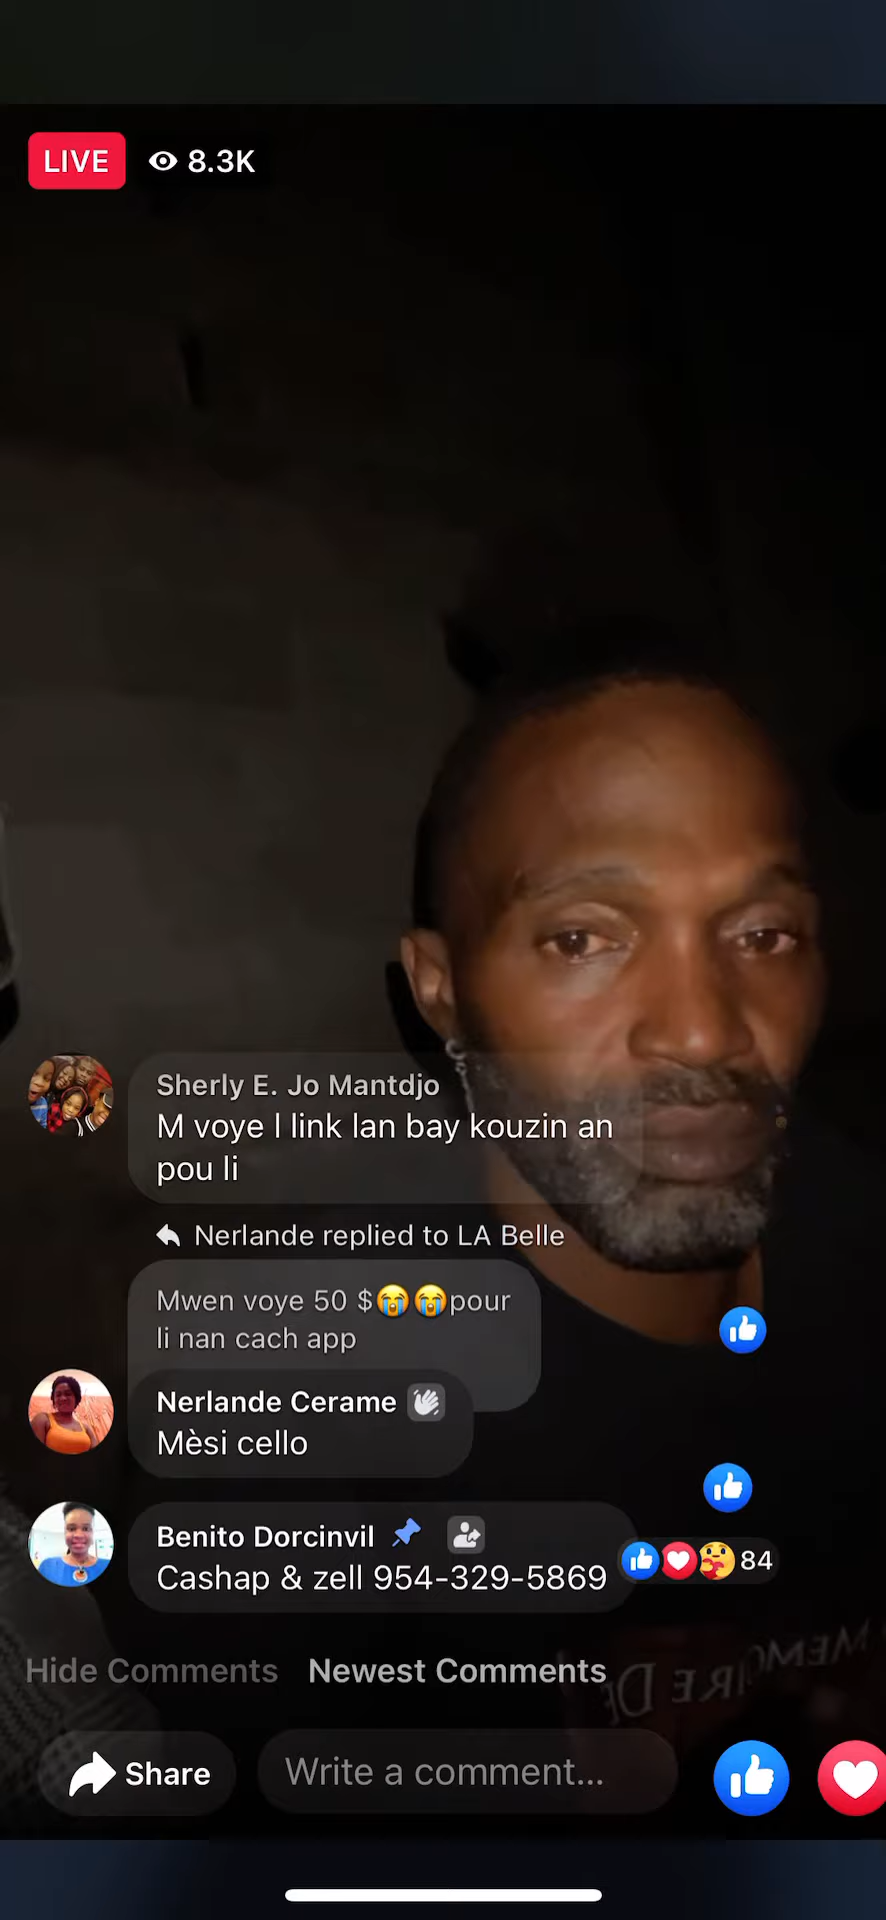 LIVE 8.3K
Sherly E. Jo Mantdjo
M voye l link lan bay kouzin an
pou li
Nerlande replied to LA Belle
Mwen voye 50 $😭😭pour
li nan cach app
Nerlande Cerame
Mèsi cello
Benito Dorcinvil
Cashap & zell 954-329-5869
84
Hide Comments Newest Comments
MEMOIRE DE
Share Write a comment...